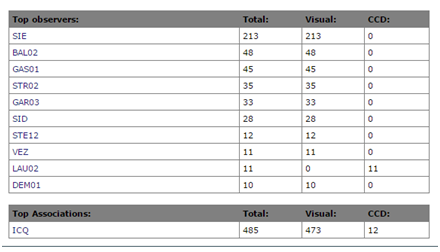 Top observers: Total: Visual: CCD:
SIE 213 213 0
BAL02 48 48 0
GAS01 45 45 0
STR02 35 35 0
GAR03 33 33 0
SID 28 28 0
STE12 12 12 0
VEZ 11 11 0
LAU02 11 0 11
DEM01 10 10 0
Top Associations: Total: Visual: CCD:
ICQ 485 473 12